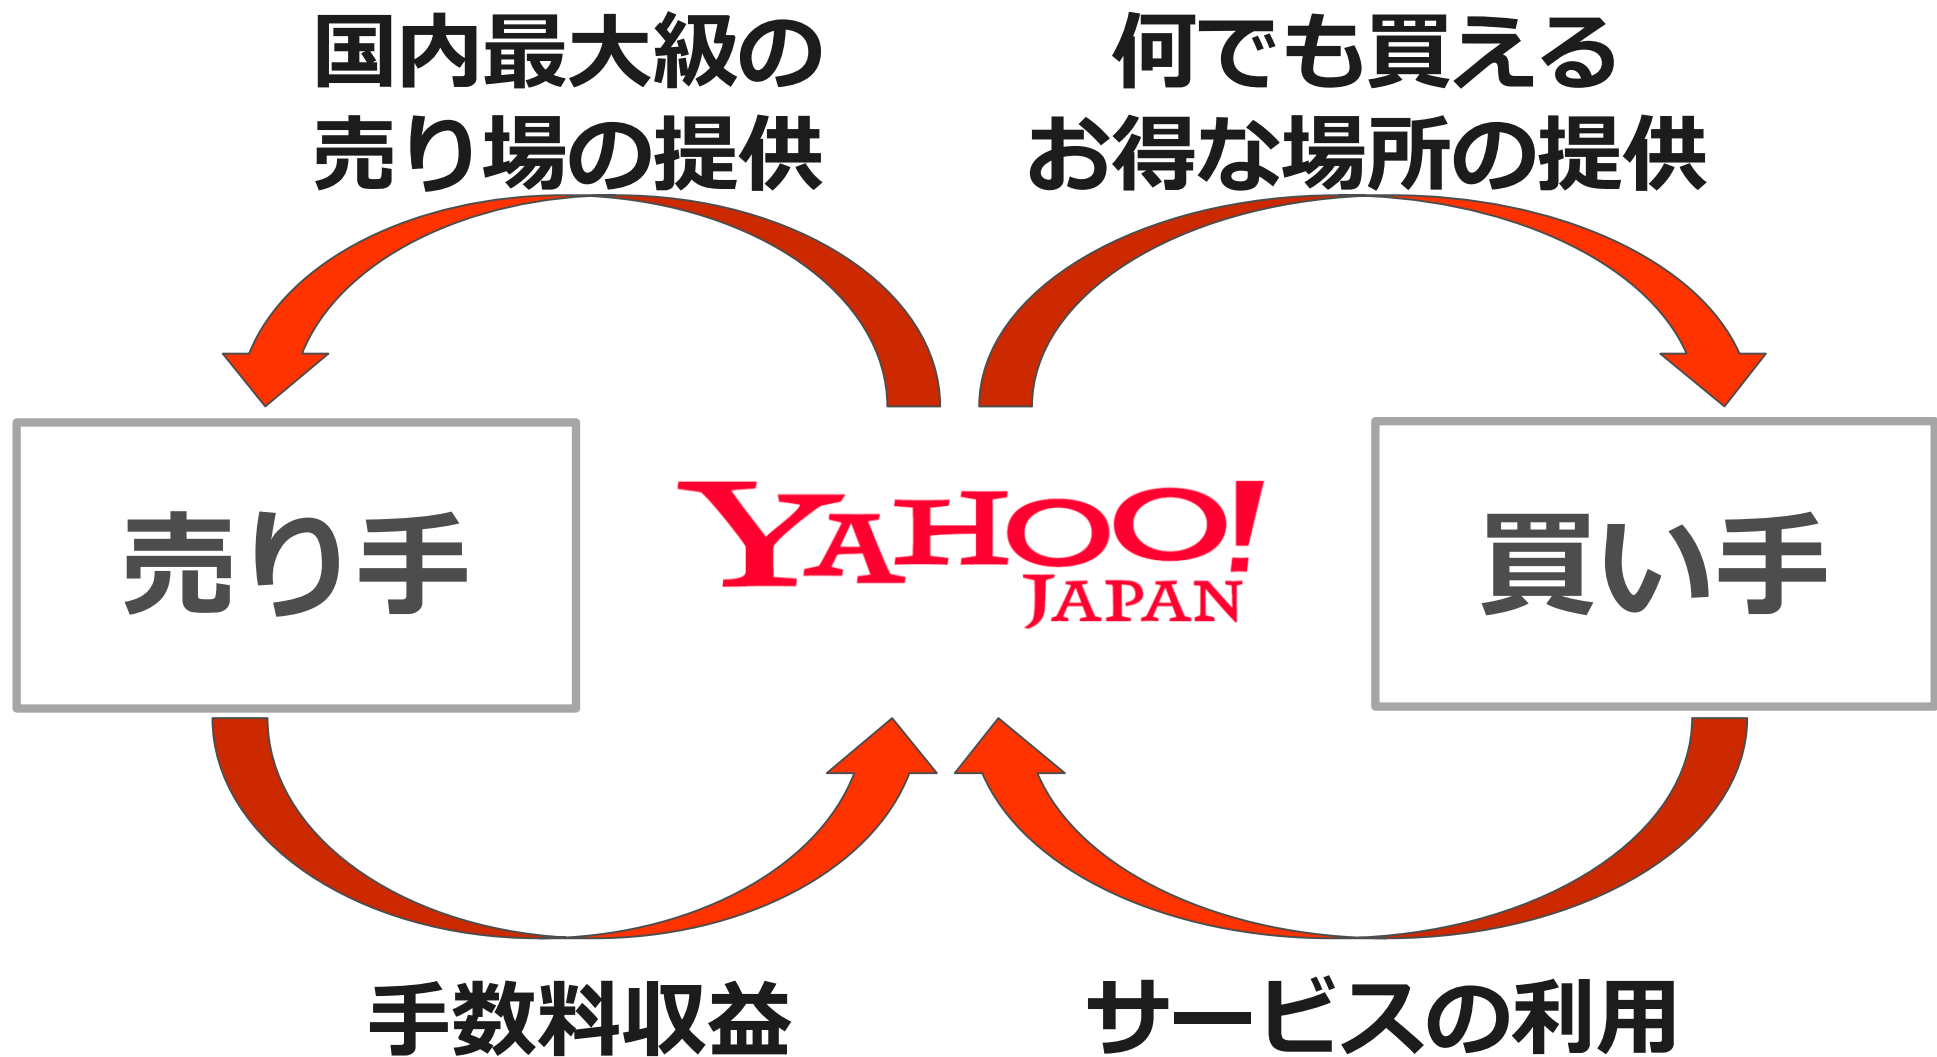 国内最大級の
売り場の提供
何でも買える
お得な場所の提供
売り手
YAHOO!
JAPAN
買い手
手数料収益
サービスの利用